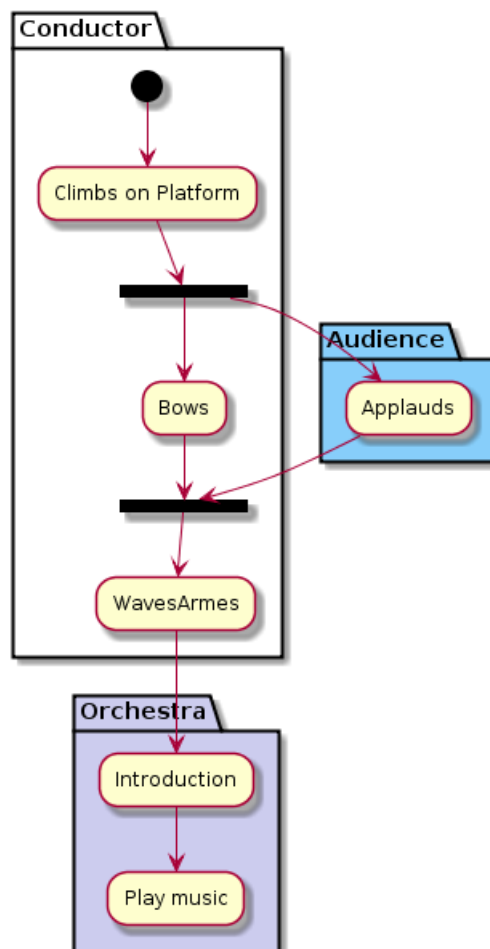 Conductor
Climbs on Platform
Audience
Bows
Applauds
WavesArmes
Orchestra
Introduction
Play music